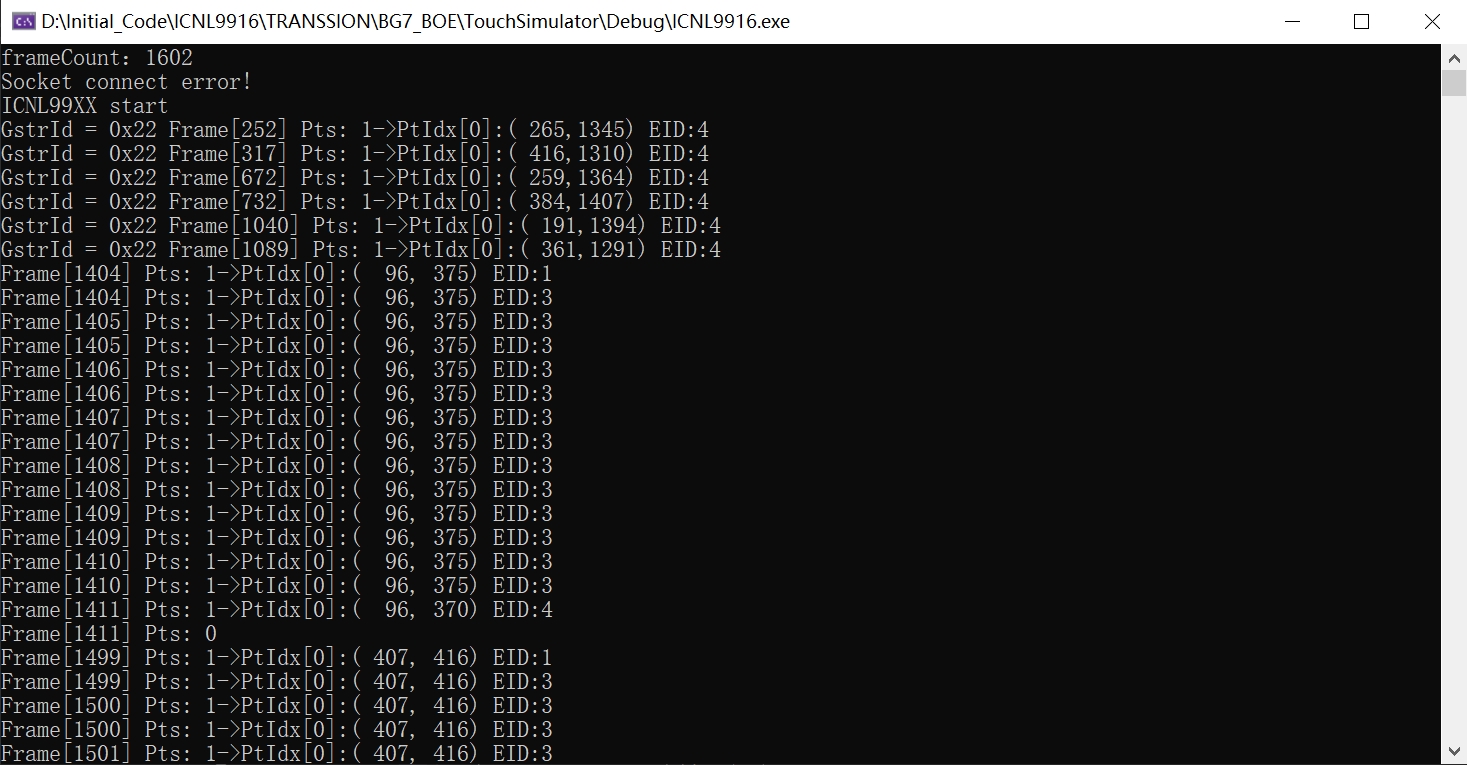 D:\Initial_Code\ICNL9916\TRANSSION\BG7_BOE\TouchSimulator\Debug\ICNL9916.exe
frameCount: 1602
Socket connect error!
ICNL99XX start
GstrId = 0x22 Frame[252] Pts: 1->PtIdx[0]:( 265,1345) EID:4
GstrId = 0x22 Frame[317] Pts: 1->PtIdx[0]:( 416,1310) EID:4
GstrId = 0x22 Frame[672] Pts: 1->PtIdx[0]:( 259,1364) EID:4
GstrId = 0x22 Frame[732] Pts: 1->PtIdx[0]:( 384,1407) EID:4
GstrId = 0x22 Frame[1040] Pts: 1->PtIdx[0]:( 191,1394) EID:4
GstrId = 0x22 Frame[1089] Pts: 1->PtIdx[0]:( 361,1291) EID:4
Frame[1404] Pts: 1->PtIdx[0]:(  96, 375) EID:1
Frame[1404] Pts: 1->PtIdx[0]:(  96, 375) EID:3
Frame[1405] Pts: 1->PtIdx[0]:(  96, 375) EID:3
Frame[1405] Pts: 1->PtIdx[0]:(  96, 375) EID:3
Frame[1406] Pts: 1->PtIdx[0]:(  96, 375) EID:3
Frame[1406] Pts: 1->PtIdx[0]:(  96, 375) EID:3
Frame[1407] Pts: 1->PtIdx[0]:(  96, 375) EID:3
Frame[1407] Pts: 1->PtIdx[0]:(  96, 375) EID:3
Frame[1408] Pts: 1->PtIdx[0]:(  96, 375) EID:3
Frame[1408] Pts: 1->PtIdx[0]:(  96, 375) EID:3
Frame[1409] Pts: 1->PtIdx[0]:(  96, 375) EID:3
Frame[1409] Pts: 1->PtIdx[0]:(  96, 375) EID:3
Frame[1410] Pts: 1->PtIdx[0]:(  96, 375) EID:3
Frame[1410] Pts: 1->PtIdx[0]:(  96, 375) EID:3
Frame[1411] Pts: 1->PtIdx[0]:(  96, 370) EID:4
Frame[1411] Pts: 0
Frame[1499] Pts: 1->PtIdx[0]:( 407, 416) EID:1
Frame[1499] Pts: 1->PtIdx[0]:( 407, 416) EID:3
Frame[1500] Pts: 1->PtIdx[0]:( 407, 416) EID:3
Frame[1500] Pts: 1->PtIdx[0]:( 407, 416) EID:3
Frame[1501] Pts: 1->PtIdx[0]:( 407, 416) EID:3